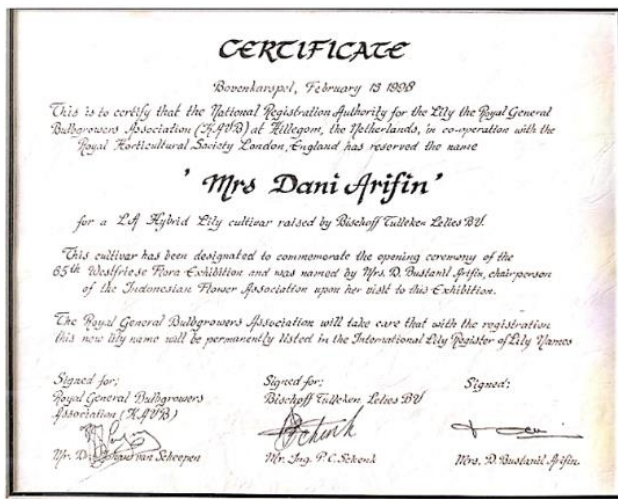 CERTIFICATE
Bovenkarspel, February 13 1998
This is to certify that the National Registration Authority for the Lily the Royal General
Bulbgrowers Association (KAVB) at Hillegom, the Netherlands, in co-operation with the
Royal Horticultural Society London, England has reserved the name
' Mrs Dani Arifin '
for a LA Hybrid Lily cultivar raised by Bischoff Tulleken Lelies BV.
This cultivar has been designated to commemorate the opening ceremony of the
65th Westfriese Flora Exhibition and was named by Mrs. D. Bustanil Arifin, chairperson
of the Indonesian Flower Association upon her visit to this Exhibition.
The Royal General Bulbgrowers Association will take care that with the registration
this new lily name will be permanently listed in the International Lily Register of Lily Names
Signed for: Signed for: Signed:
Royal General Bulbgrowers Bischoff Tulleken Lelies BV
Association (KAVB)
Schenk
Mr. van Scheepen Mr. Ing. P.C. Schenk Mrs. D. Bustanil Arifin